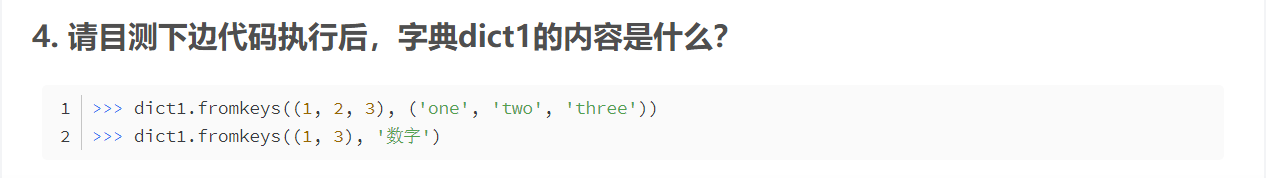 4. 请目测下边代码执行后，字典dict1的内容是什么？
1 >>> dict1.fromkeys((1, 2, 3), ('one', 'two', 'three'))
2 >>> dict1.fromkeys((1, 3), '数字')